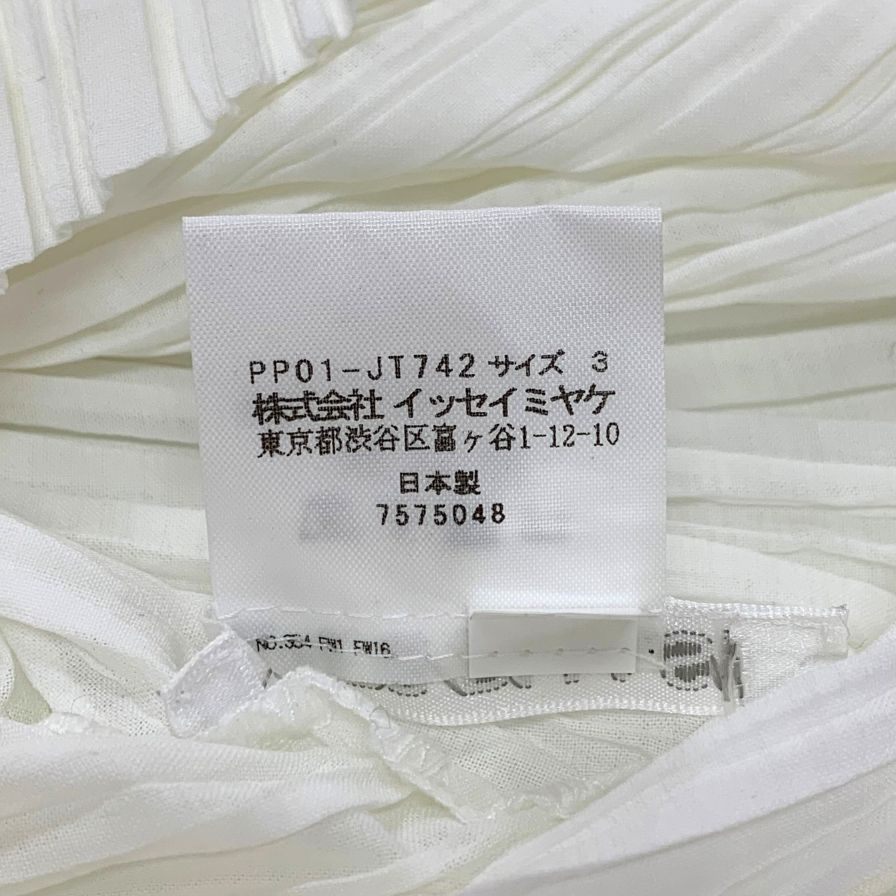 PP01-JT742 サイズ 3
株式会社 イッセイミヤケ
東京都渋谷区富ヶ谷1-12-10
日本製
7575048